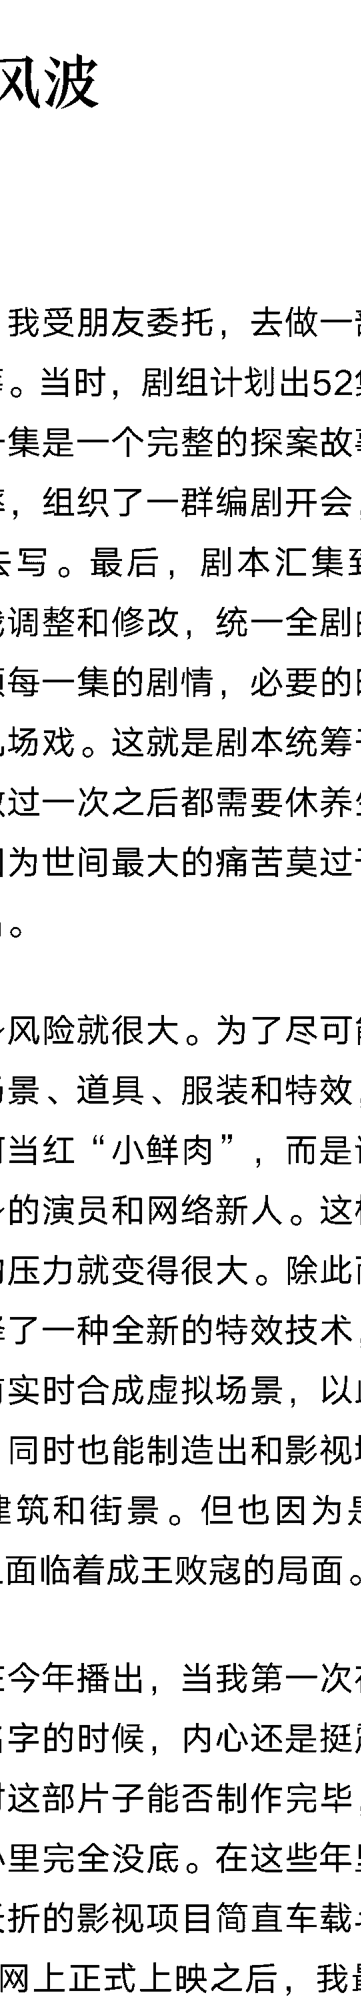 风波
我受朋友委托，去做一部
。当时，剧组计划出52集
集是一个完整的探案故事
，组织了一群编剧开会，
去写。最后，剧本汇集到
调整和修改，统一全剧的
每一集的剧情，必要的时
场戏。这就是剧本统筹
过一次之后都需要休养生
因为世间最大的痛苦莫过于
。
风险就很大。为了尽可能
场景、道具、服装和特效，
当红“小鲜肉”，而是
的演员和网络新人。这样
的压力就变得很大。除此而
择了一种全新的特效技术，
实时合成虚拟场景，以此
同时也能制造出和影视城
建筑和街景。但也因为是
面临着成王败寇的局面。
在今年播出，当我第一次在
名字的时候，内心还是挺震
这部片子能否制作完毕，
心里完全没底。在这些年里
夭折的影视项目简直车载斗
网上正式上映之后，我最